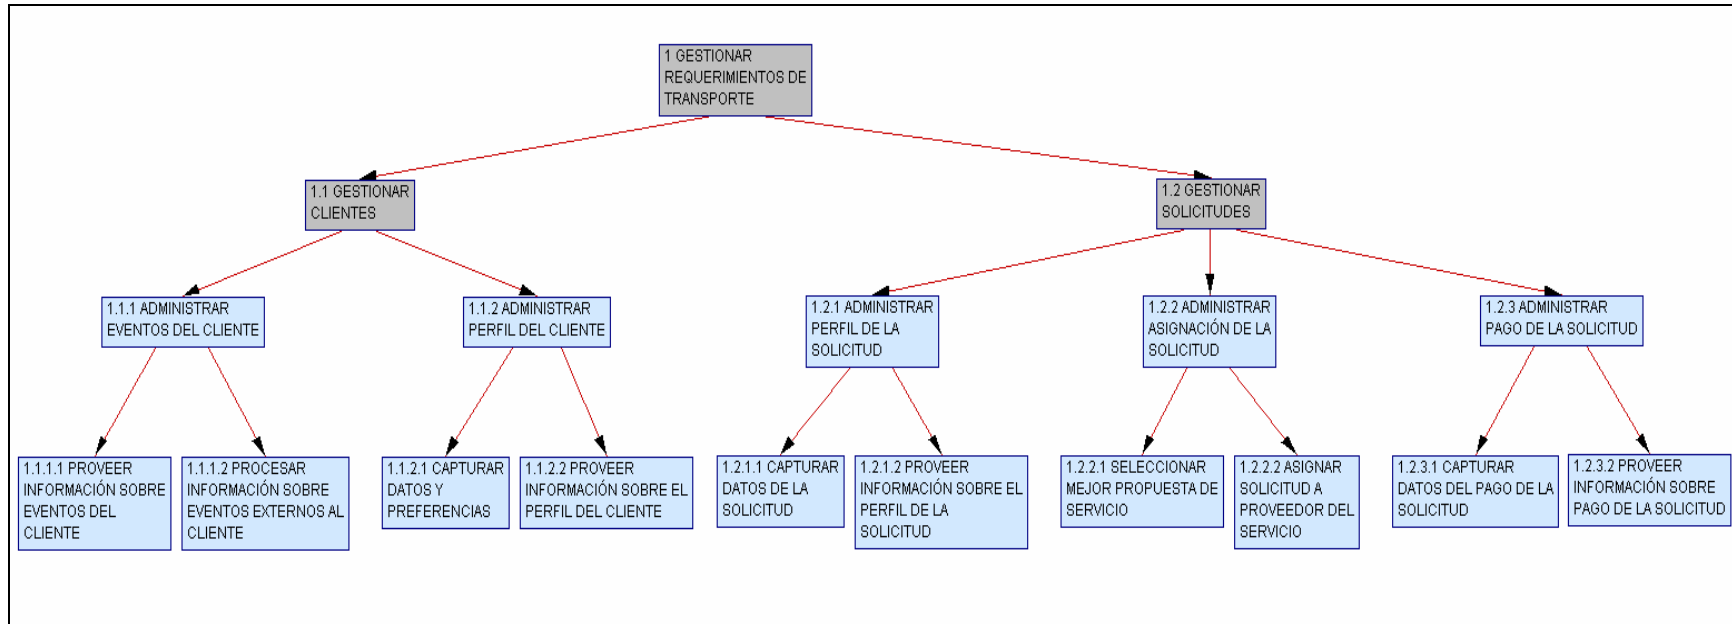 1 GESTIONAR
REQUERIMIENTOS DE
TRANSPORTE
1.1 GESTIONAR
CLIENTES
1.2 GESTIONAR
SOLICITUDES
1.1.1 ADMINISTRAR
EVENTOS DEL CLIENTE
1.1.2 ADMINISTRAR
PERFIL DEL CLIENTE
1.2.1 ADMINISTRAR
PERFIL DE LA
SOLICITUD
1.2.2 ADMINISTRAR
ASIGNACIÓN DE LA
SOLICITUD
1.2.3 ADMINISTRAR
PAGO DE LA SOLICITUD
1.1.1.1 PROVEER
INFORMACIÓN SOBRE
EVENTOS DEL
CLIENTE
1.1.1.2 PROCESAR
INFORMACIÓN SOBRE
EVENTOS EXTERNOS AL
CLIENTE
1.1.2.1 CAPTURAR
DATOS Y
PREFERENCIAS
1.1.2.2 PROVEER
INFORMACIÓN SOBRE EL
PERFIL DEL CLIENTE
1.2.1.1 CAPTURAR
DATOS DE LA
SOLICITUD
1.2.1.2 PROVEER
INFORMACIÓN SOBRE EL
PERFIL DE LA
SOLICITUD
1.2.2.1 SELECCIONAR
MEJOR PROPUESTA DE
SERVICIO
1.2.2.2 ASIGNAR
SOLICITUD A
PROVEEDOR DEL
SERVICIO
1.2.3.1 CAPTURAR
DATOS DEL PAGO DE LA
SOLICITUD
1.2.3.2 PROVEER
INFORMACIÓN SOBRE
PAGO DE LA SOLICITUD